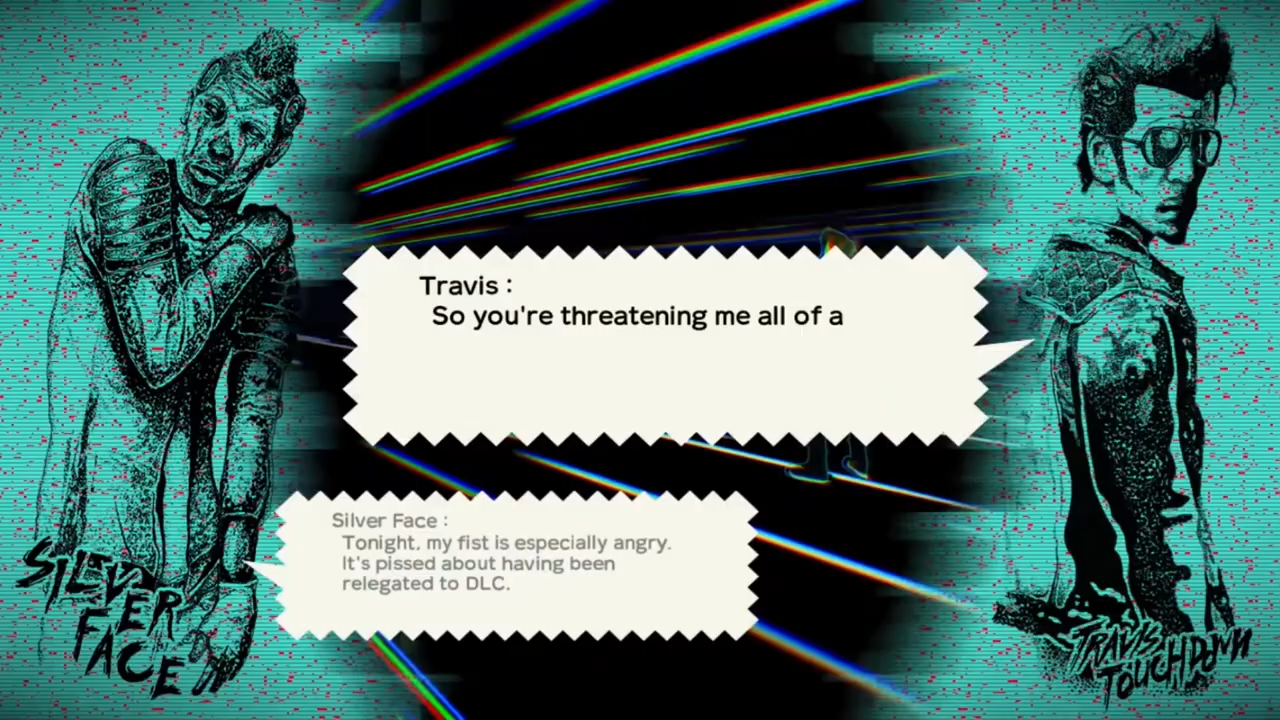 Travis :
So you're threatening me all of a
Silver Face :
Tonight, my fist is especially angry.
It's pissed about having been
relegated to DLC.
SILVER
FACE
TRAVIS
TOUCHDOWN